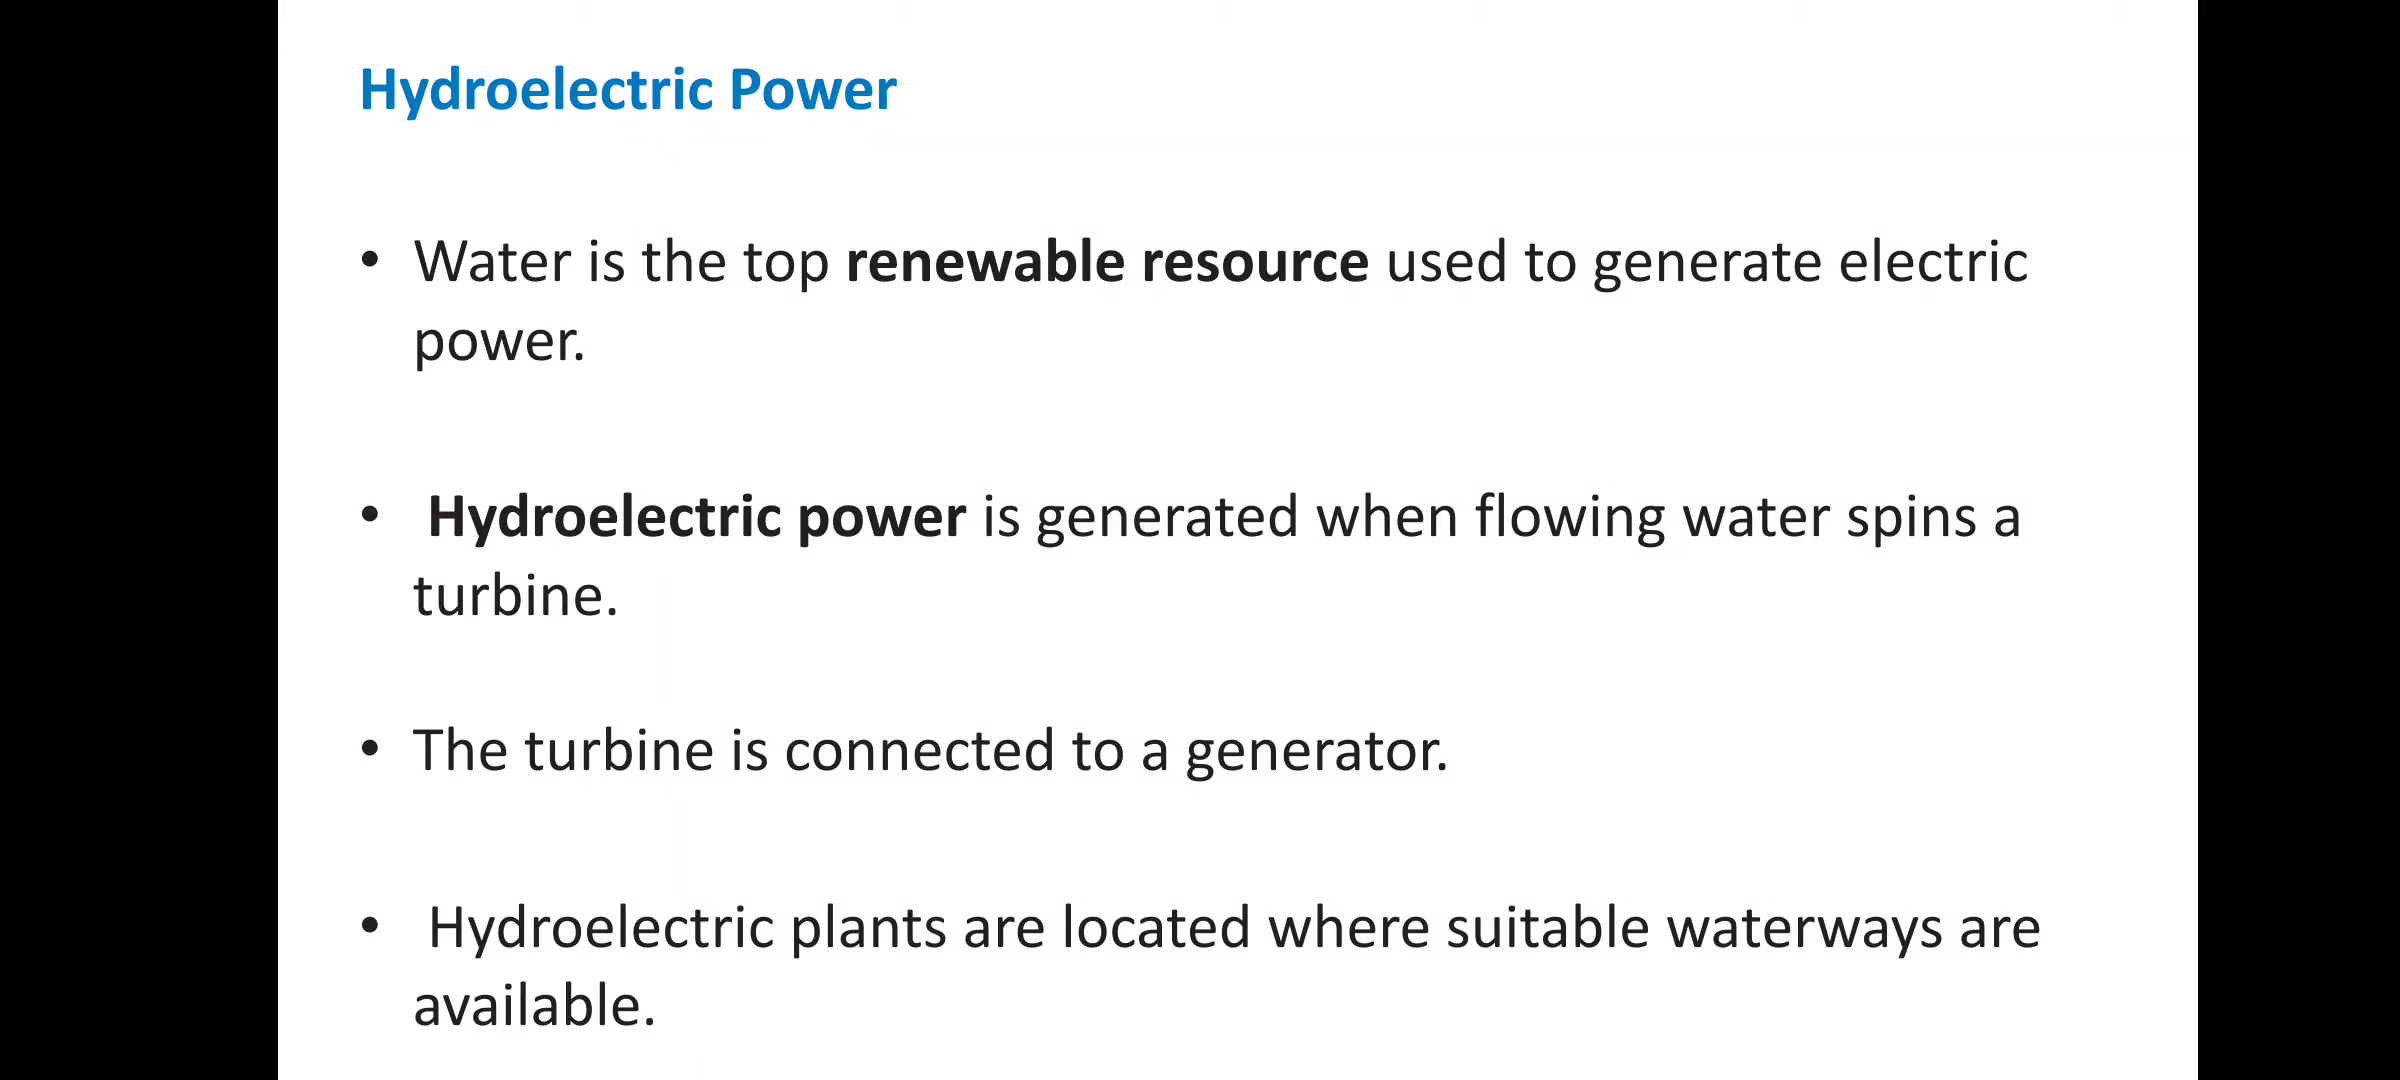 Hydroelectric Power
• Water is the top renewable resource used to generate electric
power.
• Hydroelectric power is generated when flowing water spins a
turbine.
• The turbine is connected to a generator.
• Hydroelectric plants are located where suitable waterways are
available.